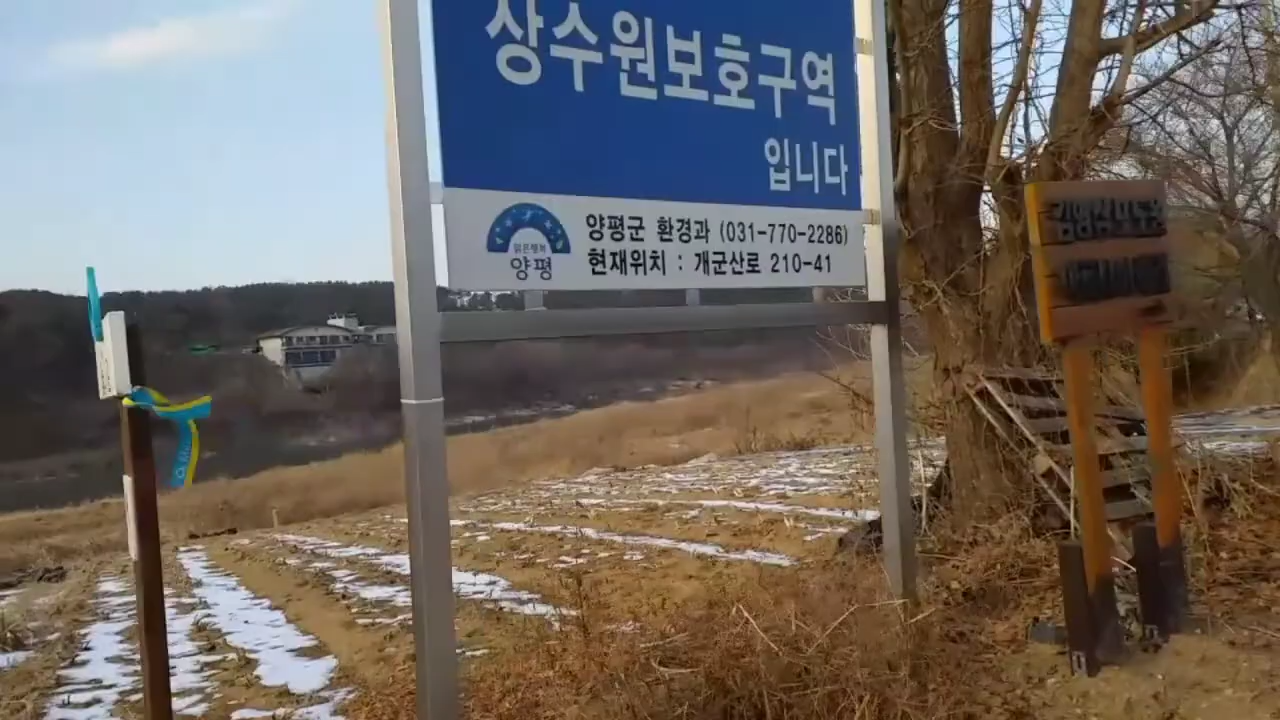 상수원보호구역
입니다
맑은행복
양평
양평군 환경과 (031-770-2286)
현재위치 : 개군산로 210-41